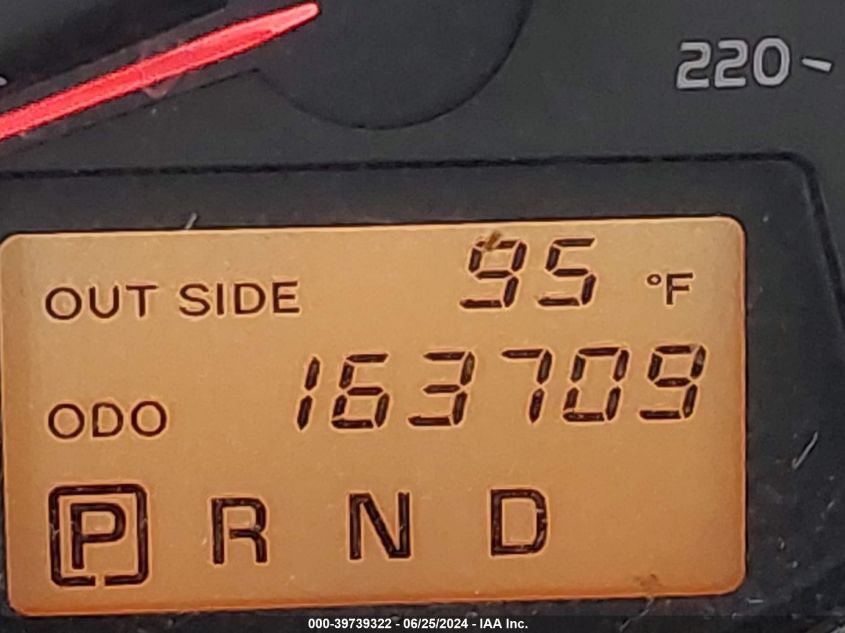 220
OUT SIDE 95 °F
ODO 163709
P R N D
000-39739322 - 06/25/2024 - IAA Inc.